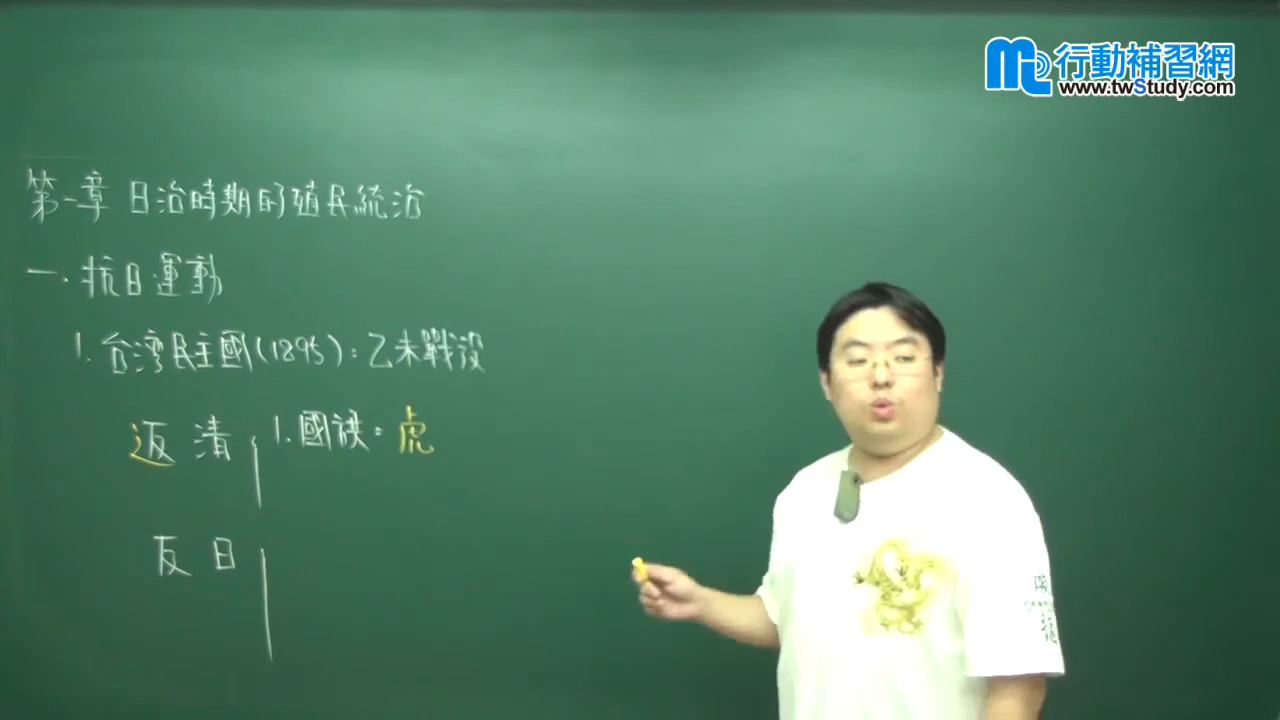 行動補習網
www.twStudy.com
第一章 日治時期的殖民統治
一.抗日運動
1.台湾民主國(1895):乙未戰役
返清 1.國旗:虎
反日
龍